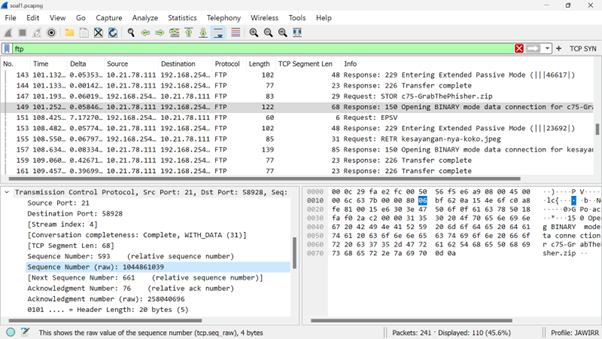 soal1.pcapng
File Edit View Go Capture Analyze Statistics Telephony Wireless Tools Help
ftp
TCP SYN
No. Time Delta Source Destination Protocol Length TCP Segment Len Info
143 101.132… 0.05353… 10.21.78.111 192.168.254… FTP 102 48 Response: 229 Entering Extended Passive Mode (|||46617|)
144 101.133… 0.00142… 10.21.78.111 192.168.254… FTP 77 23 Response: 226 Transfer complete
147 101.193… 0.06019… 10.21.78.111 192.168.254… FTP 83 29 Request: STOR c75-GrabThePhisher.zip
149 101.252… 0.05846… 10.21.78.111 192.168.254… FTP 122 68 Response: 150 Opening BINARY mode data connection for c75-Gra
151 108.425… 7.17270… 10.21.78.111 192.168.254… FTP 60 6 Request: EPSV
153 108.482… 0.05774… 10.21.78.111 192.168.254… FTP 102 48 Response: 229 Entering Extended Passive Mode (|||23692|)
155 108.550… 0.06797… 10.21.78.111 192.168.254… FTP 85 31 Request: RETR kesayangan-nya-koko.jpeg
157 108.634… 0.08334… 10.21.78.111 192.168.254… FTP 139 85 Response: 150 Opening BINARY mode data connection for kesayan
159 109.060… 0.42671… 10.21.78.111 192.168.254… FTP 77 23 Response: 226 Transfer complete
161 109.457… 0.39699… 10.21.78.111 192.168.254… FTP 77 23 Response: 226 Transfer complete
Transmission Control Protocol, Src Port: 21, Dst Port: 58928, Seq:
Source Port: 21
Destination Port: 58928
[Stream index: 4]
[Conversation completeness: Complete, WITH_DATA (31)]
[TCP Segment Len: 68]
Sequence Number: 593 (relative sequence number)
Sequence Number (raw): 1044861039
[Next Sequence Number: 661 (relative sequence number)]
Acknowledgment Number: 76 (relative ack number)
Acknowledgment number (raw): 258040696
0101 .... = Header Length: 20 bytes (5)
0000 00 0c 29 fa e2 fc 00 50 56 f5 e6 a9 08 00 45 00
0010 00 6c 63 7b 00 00 80 06 bf 62 0a 15 4e 6f c0 a8
0020 fe 81 00 15 e6 30 3e 47 50 6f 0f 61 63 78 50 18
0030 fa f0 2a c2 00 00 31 35 30 20 4f 70 65 6e 69 6e
0040 67 20 42 49 4e 41 52 59 20 6d 6f 64 65 20 64 61
0050 74 61 20 63 6f 6e 6e 65 63 74 69 6f 6e 20 66 6f
0060 72 20 63 37 35 2d 47 72 61 62 54 68 65 50 68 69
0070 73 68 65 72 2e 7a 69 70 0d 0a
g BINARY mode da
ta connection fo
r c75-GrabThePhi
sher.zip
This shows the raw value of the sequence number (tcp.seq_raw), 4 bytes
Packets: 241 · Displayed: 110 (45.6%)
Profile: JAWIRR